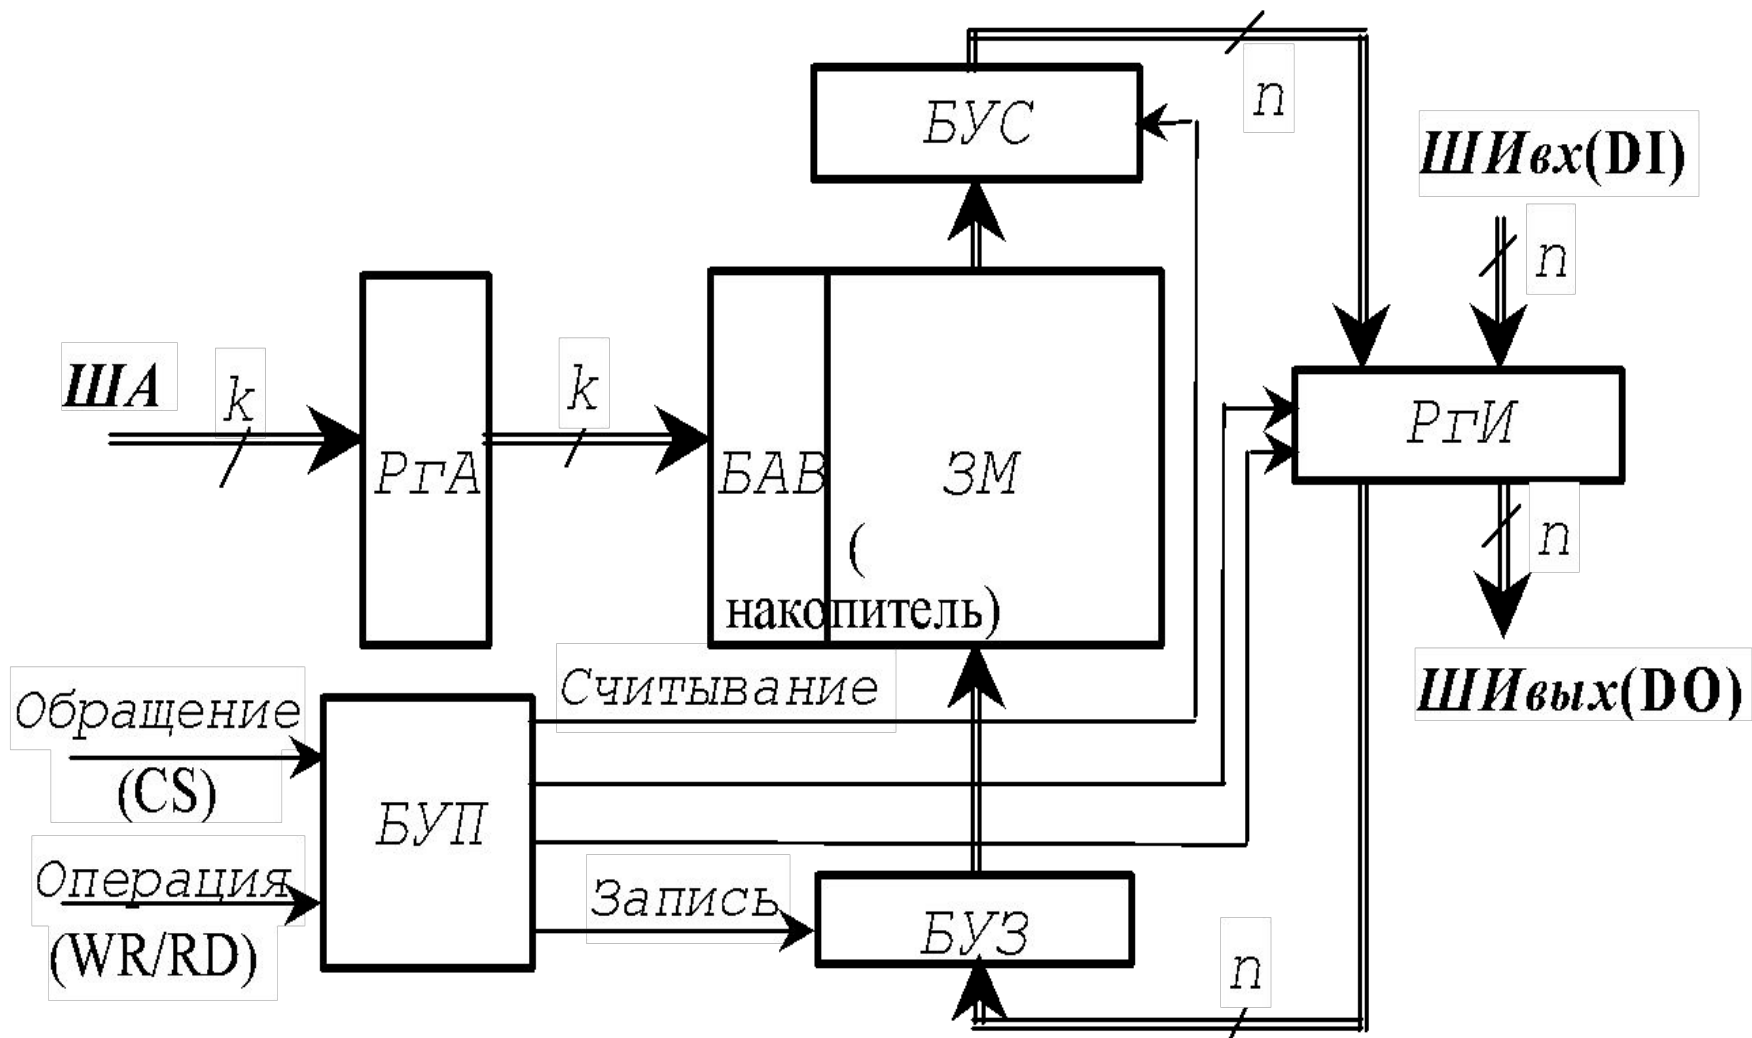 n
БУС
ШИвх(DI)
n
ША
k
k
РгА
БАВ
ЗМ
(
накопитель)
РгИ
n
ШИвых(DO)
Считывание
Обращение
(CS)
БУП
Операция
(WR/RD)
Запись
БУЗ
n